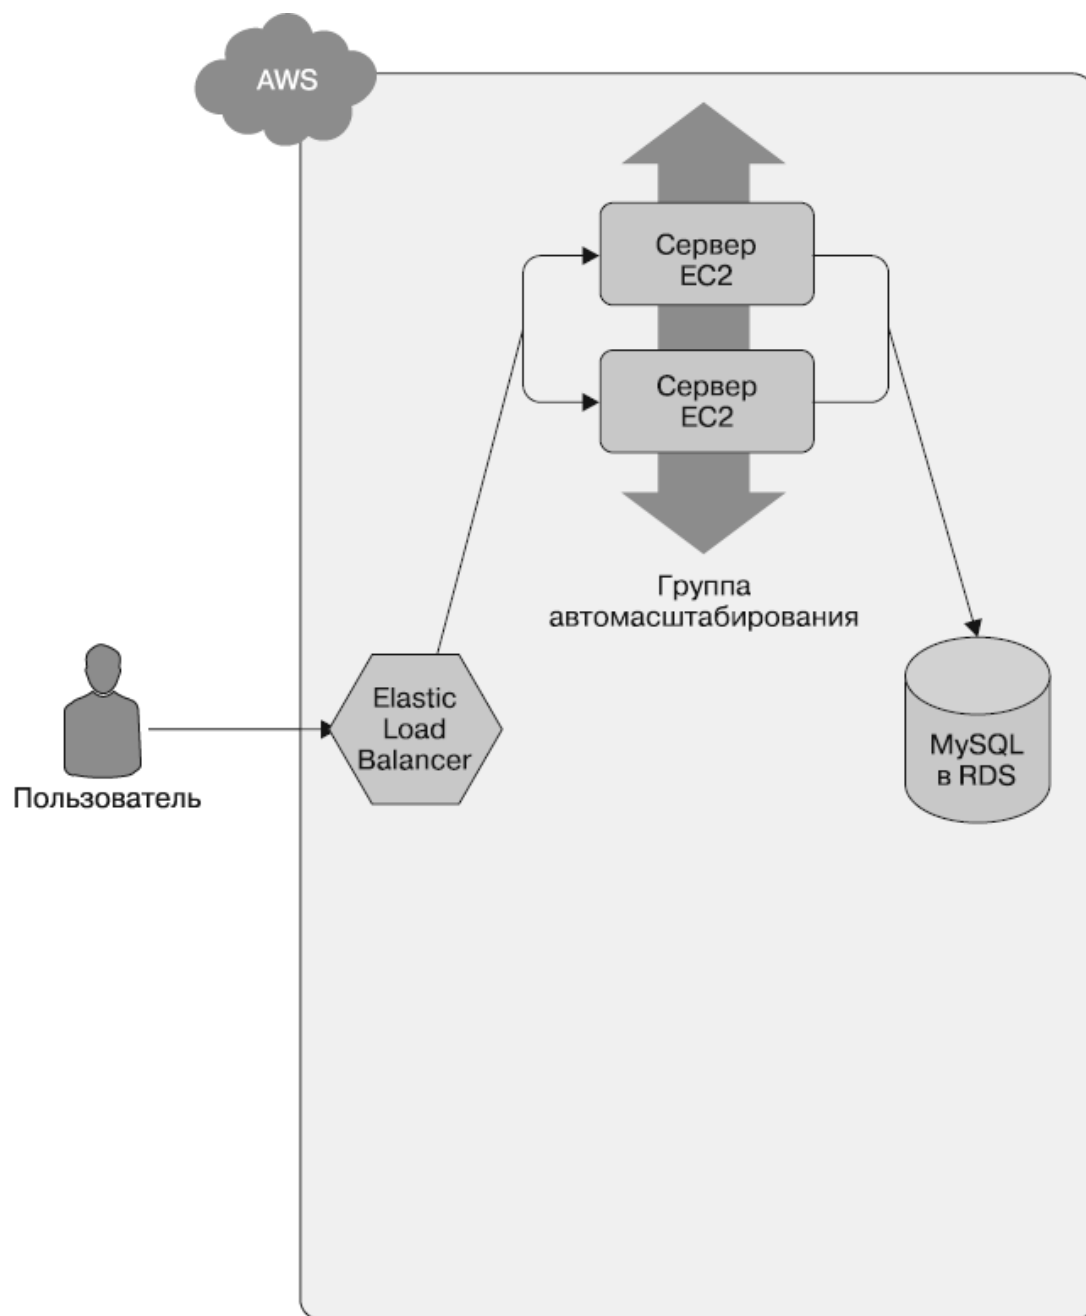 AWS
Сервер
EC2
Сервер
EC2
Группа
автомасштабирования
Elastic
Load
Balancer
Пользователь
MySQL
в RDS